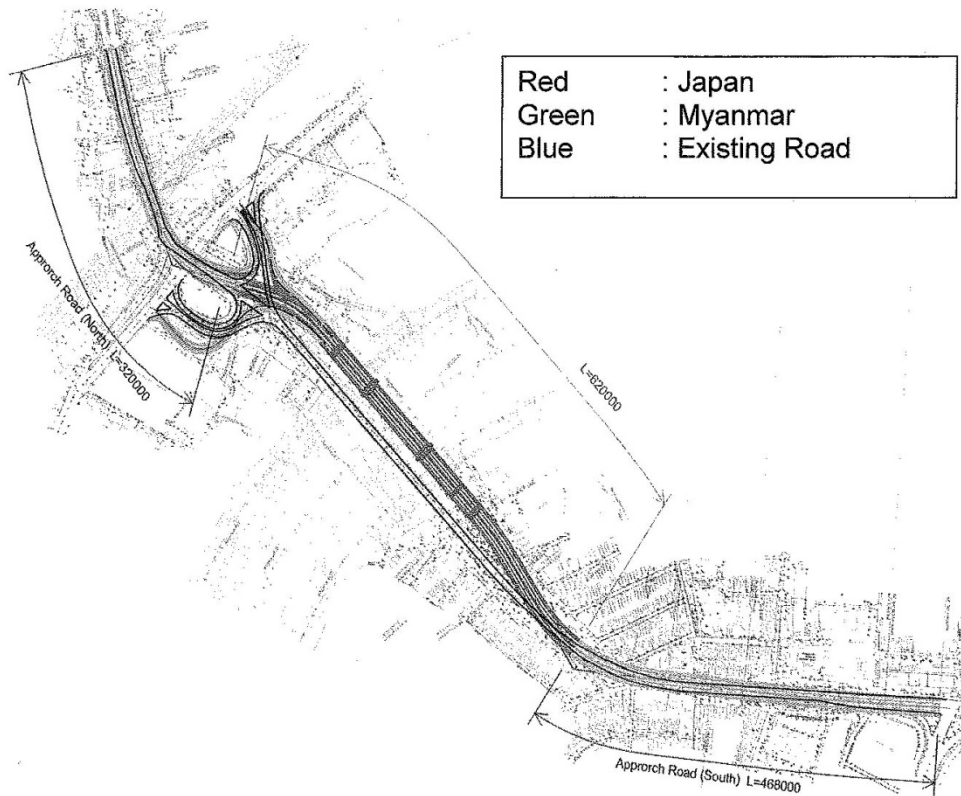 Red : Japan
Green : Myanmar
Blue : Existing Road
Approrch Road (North) L=320000
L=620000
Approrch Road (South) L=468000